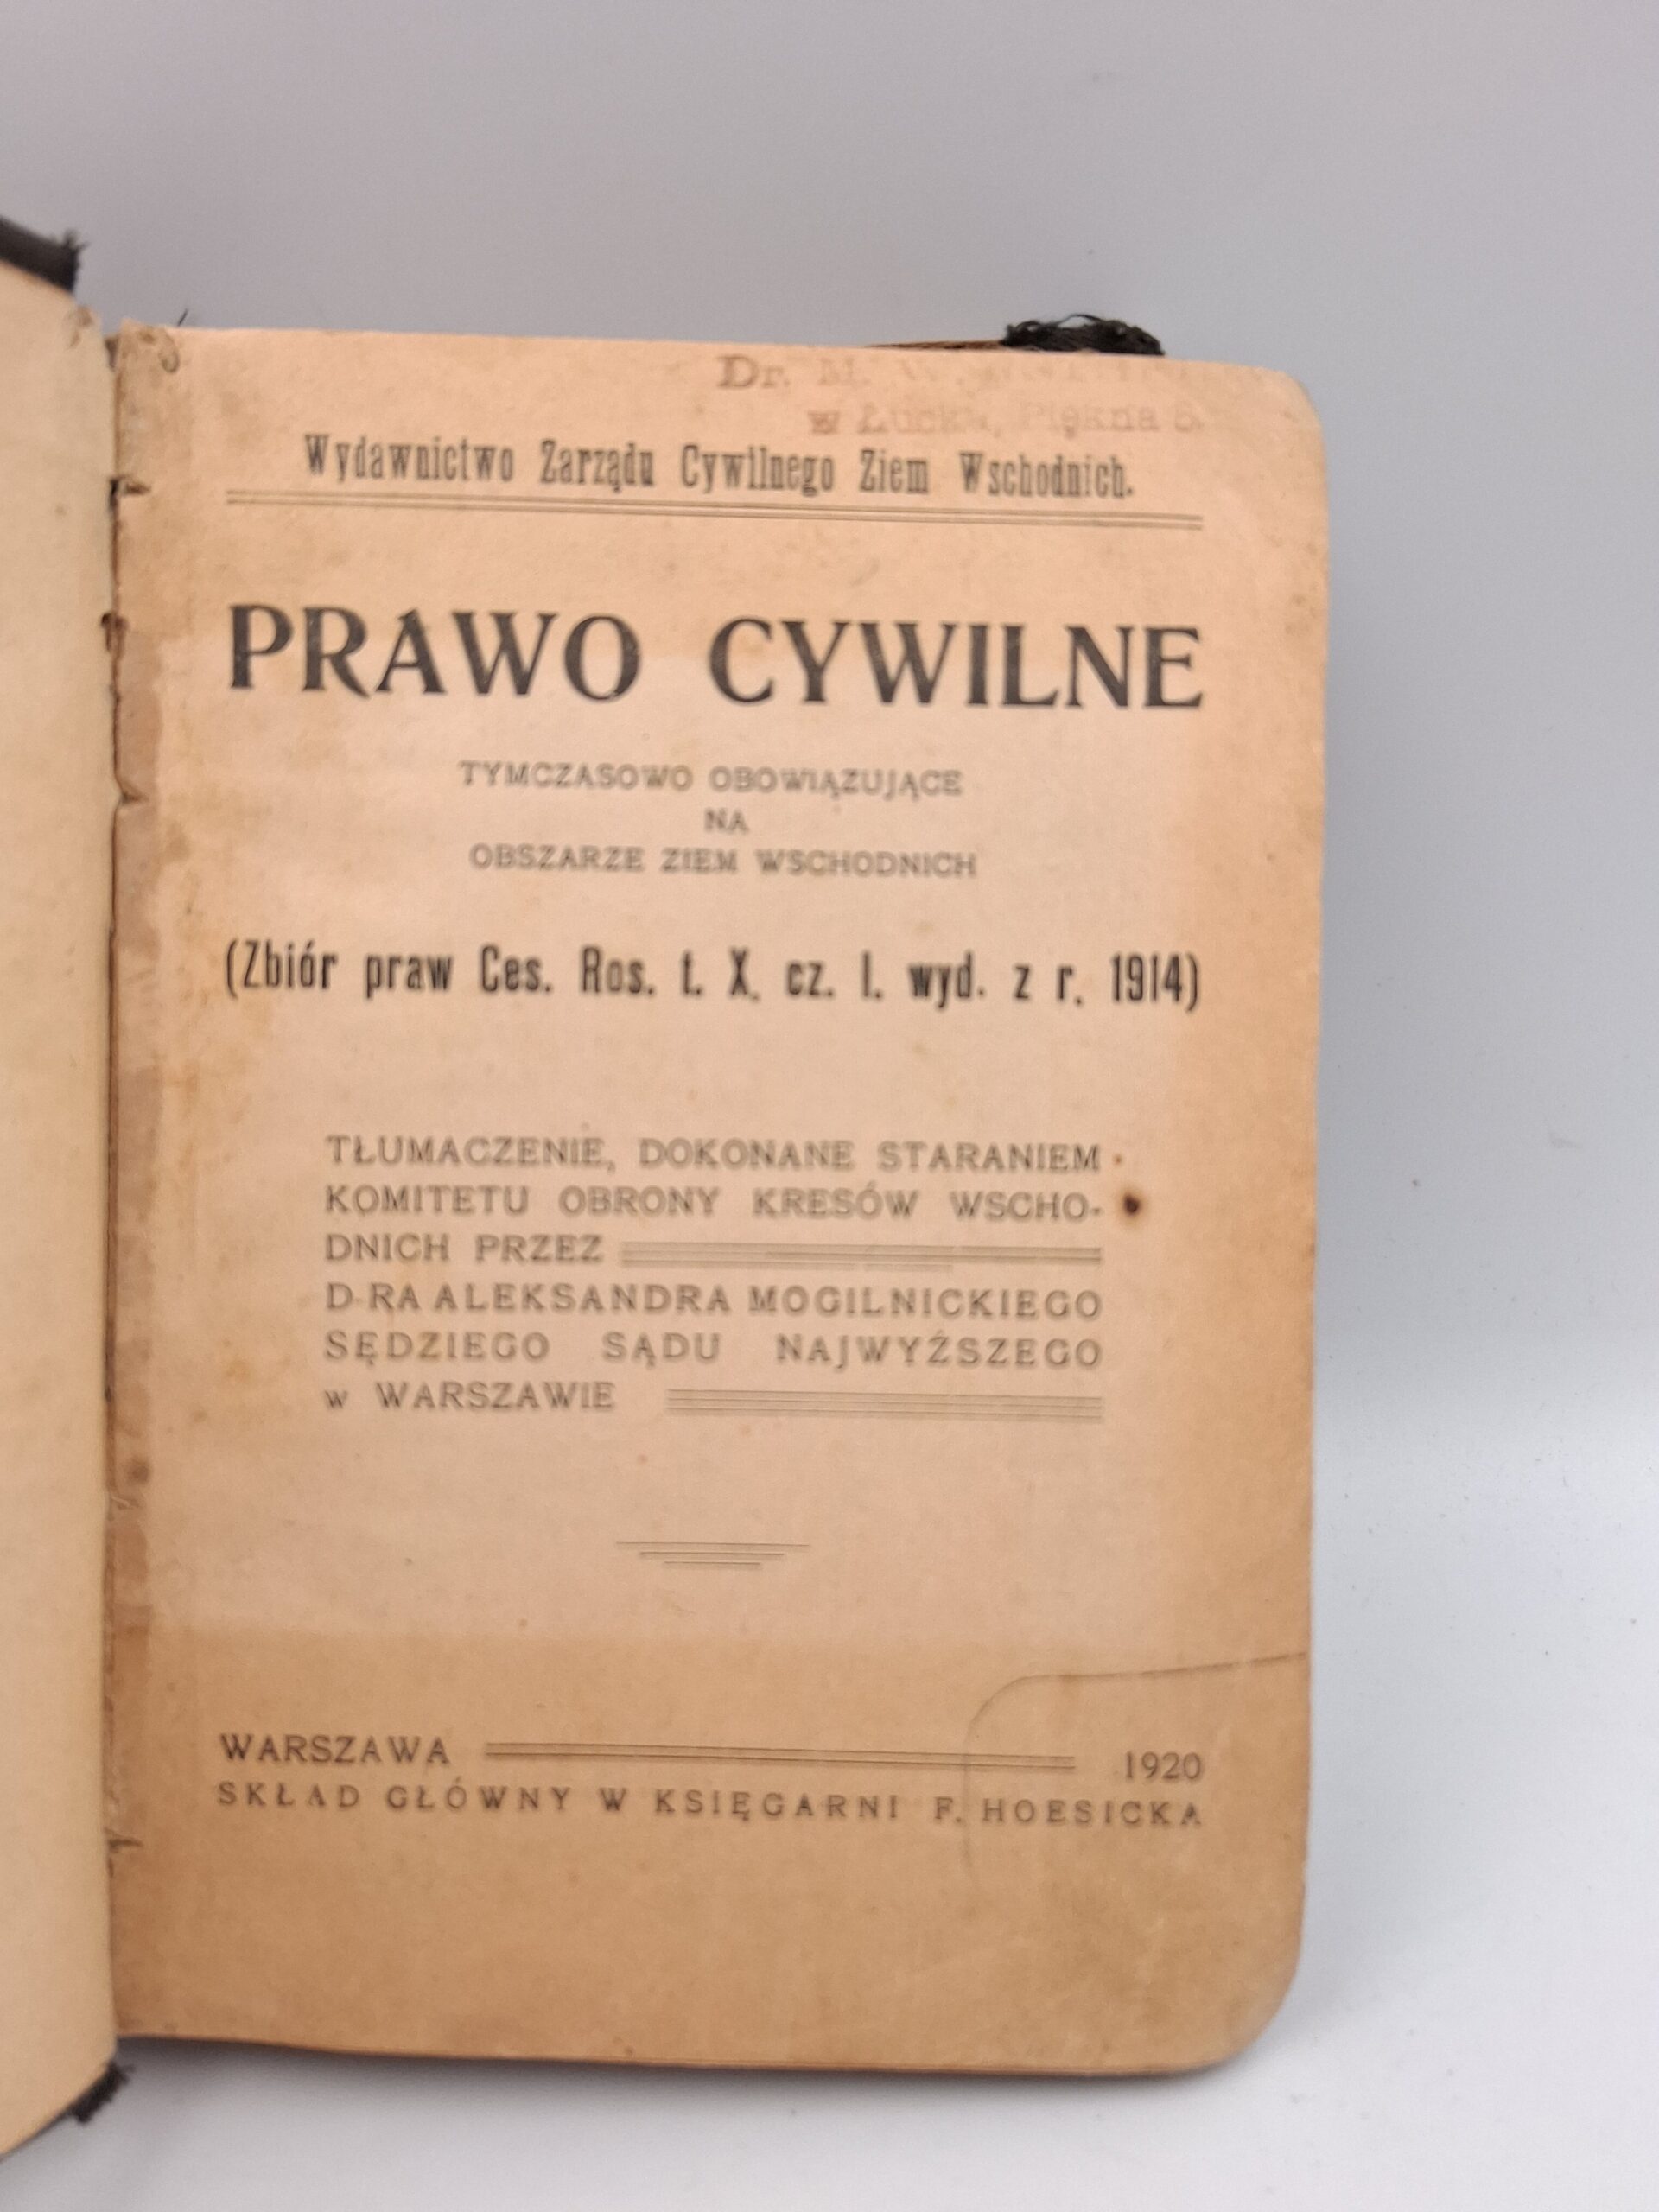 Dr. M.
w Łucku, Piękna 8.
Wydawnictwo Zarządu Cywilnego Ziem Wschodnich.
PRAWO CYWILNE
TYMCZASOWO OBOWIĄZUJĄCE
NA
OBSZARZE ZIEM WSCHODNICH
(Zbiór praw Ces. Ros. t. X. cz. I. wyd. z r. 1914)
TŁUMACZENIE, DOKONANE STARANIEM
KOMITETU OBRONY KRESÓW WSCHO-
DNICH PRZEZ
D-RA ALEKSANDRA MOGILNICKIEGO
SĘDZIEGO SĄDU NAJWYŻSZEGO
w WARSZAWIE
WARSZAWA 1920
SKŁAD GŁÓWNY W KSIĘGARNI F. HOESICKA